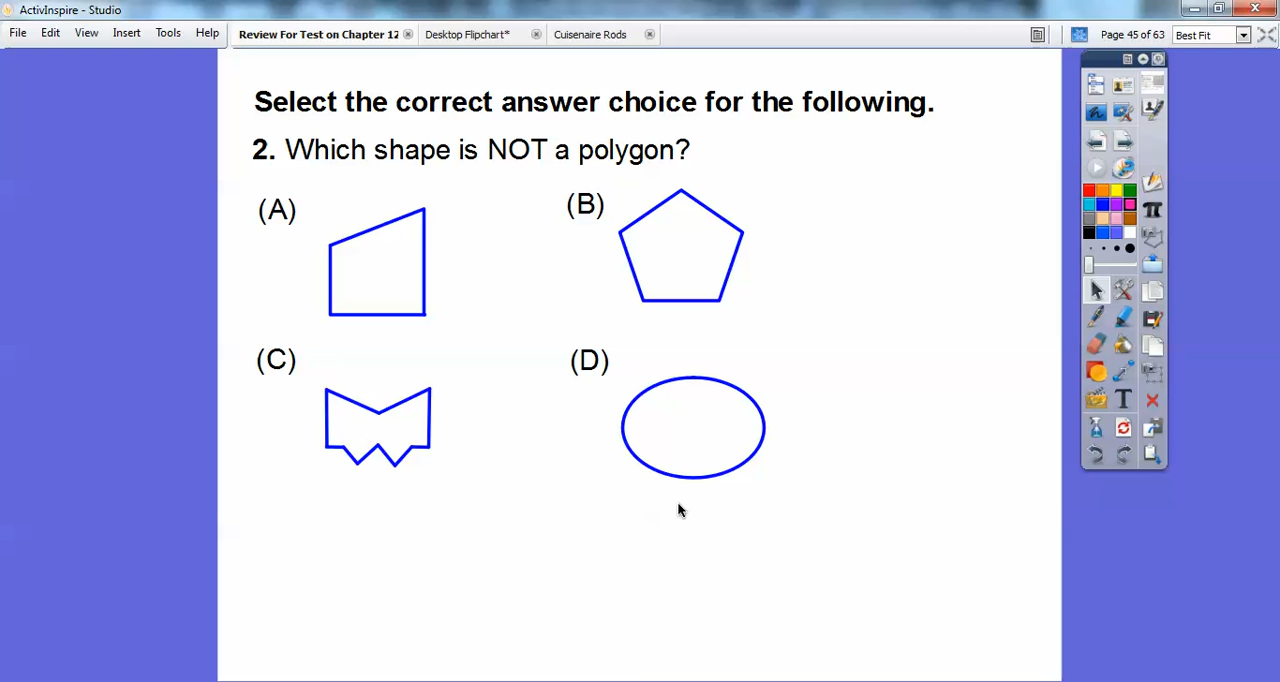 ActivInspire - Studio
File Edit View Insert Tools Help
Review For Test on Chapter 12 Desktop Flipchart* Cuisenaire Rods Page 45 of 63 Best Fit
Select the correct answer choice for the following.
2. Which shape is NOT a polygon?
(A) (B)
(C) (D)